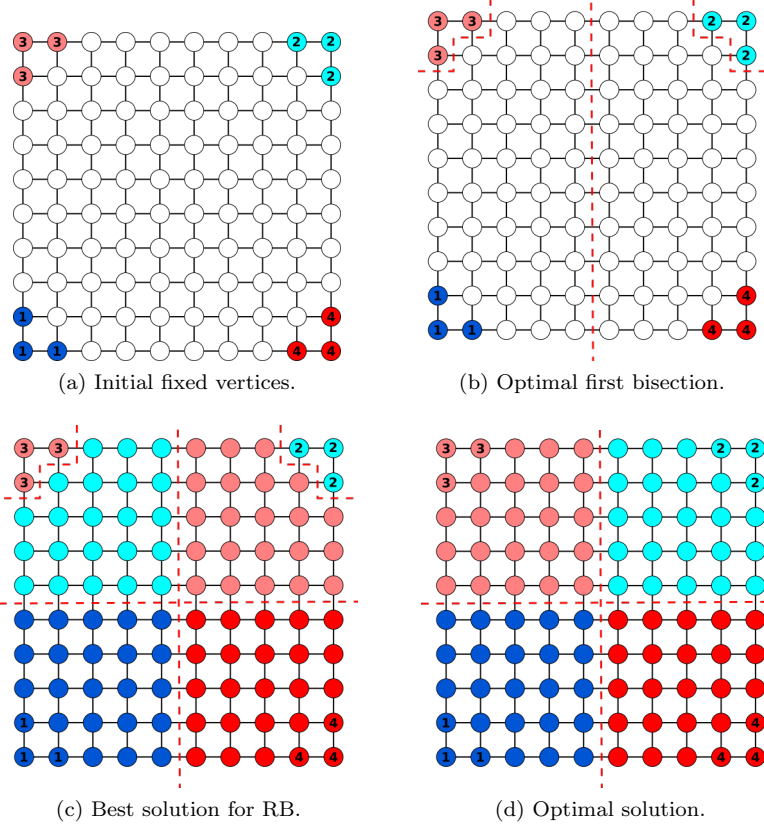 3 3 2 2
3 2
1 4
1 1 4 4
(a) Initial fixed vertices.
3 3 2 2
3 2
1 4
1 1 4 4
(b) Optimal first bisection.
3 3 2 2
3 2
1 4
1 1 4 4
(c) Best solution for RB.
3 3 2 2
3 2
1 4
1 1 4 4
(d) Optimal solution.